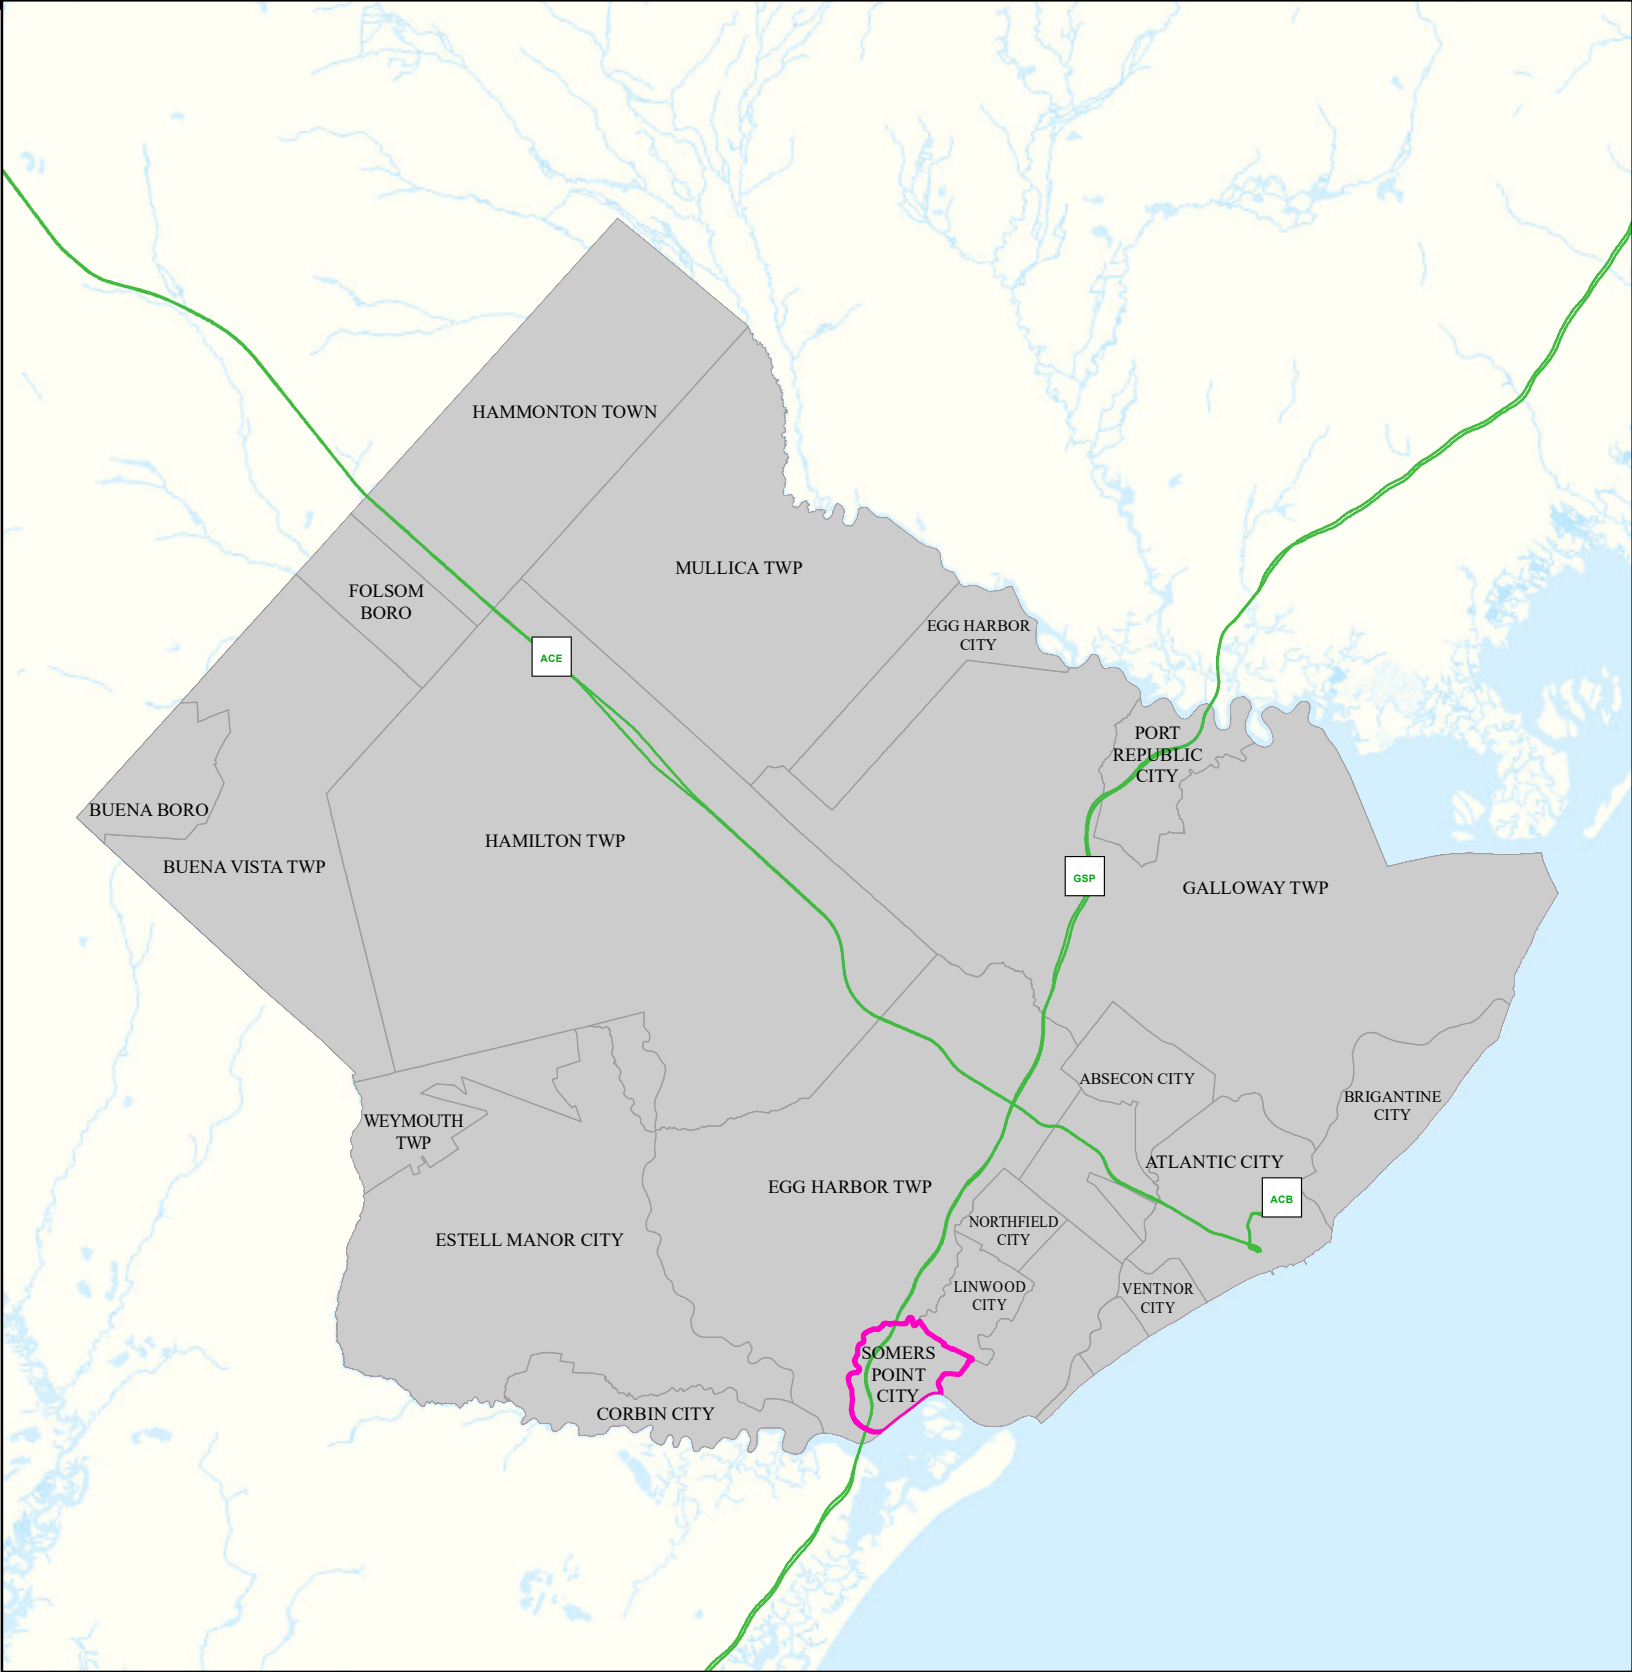 HAMMONTON TOWN
MULLICA TWP
FOLSOM
BORO
EGG HARBOR
CITY
ACE
PORT
REPUBLIC
CITY
BUENA BORO
HAMILTON TWP
BUENA VISTA TWP
GSP
GALLOWAY TWP
ABSECON CITY
BRIGANTINE
CITY
WEYMOUTH
TWP
ATLANTIC CITY
EGG HARBOR TWP
ACB
NORTHFIELD
CITY
ESTELL MANOR CITY
LINWOOD
CITY
VENTNOR
CITY
SOMERS
POINT
CITY
CORBIN CITY